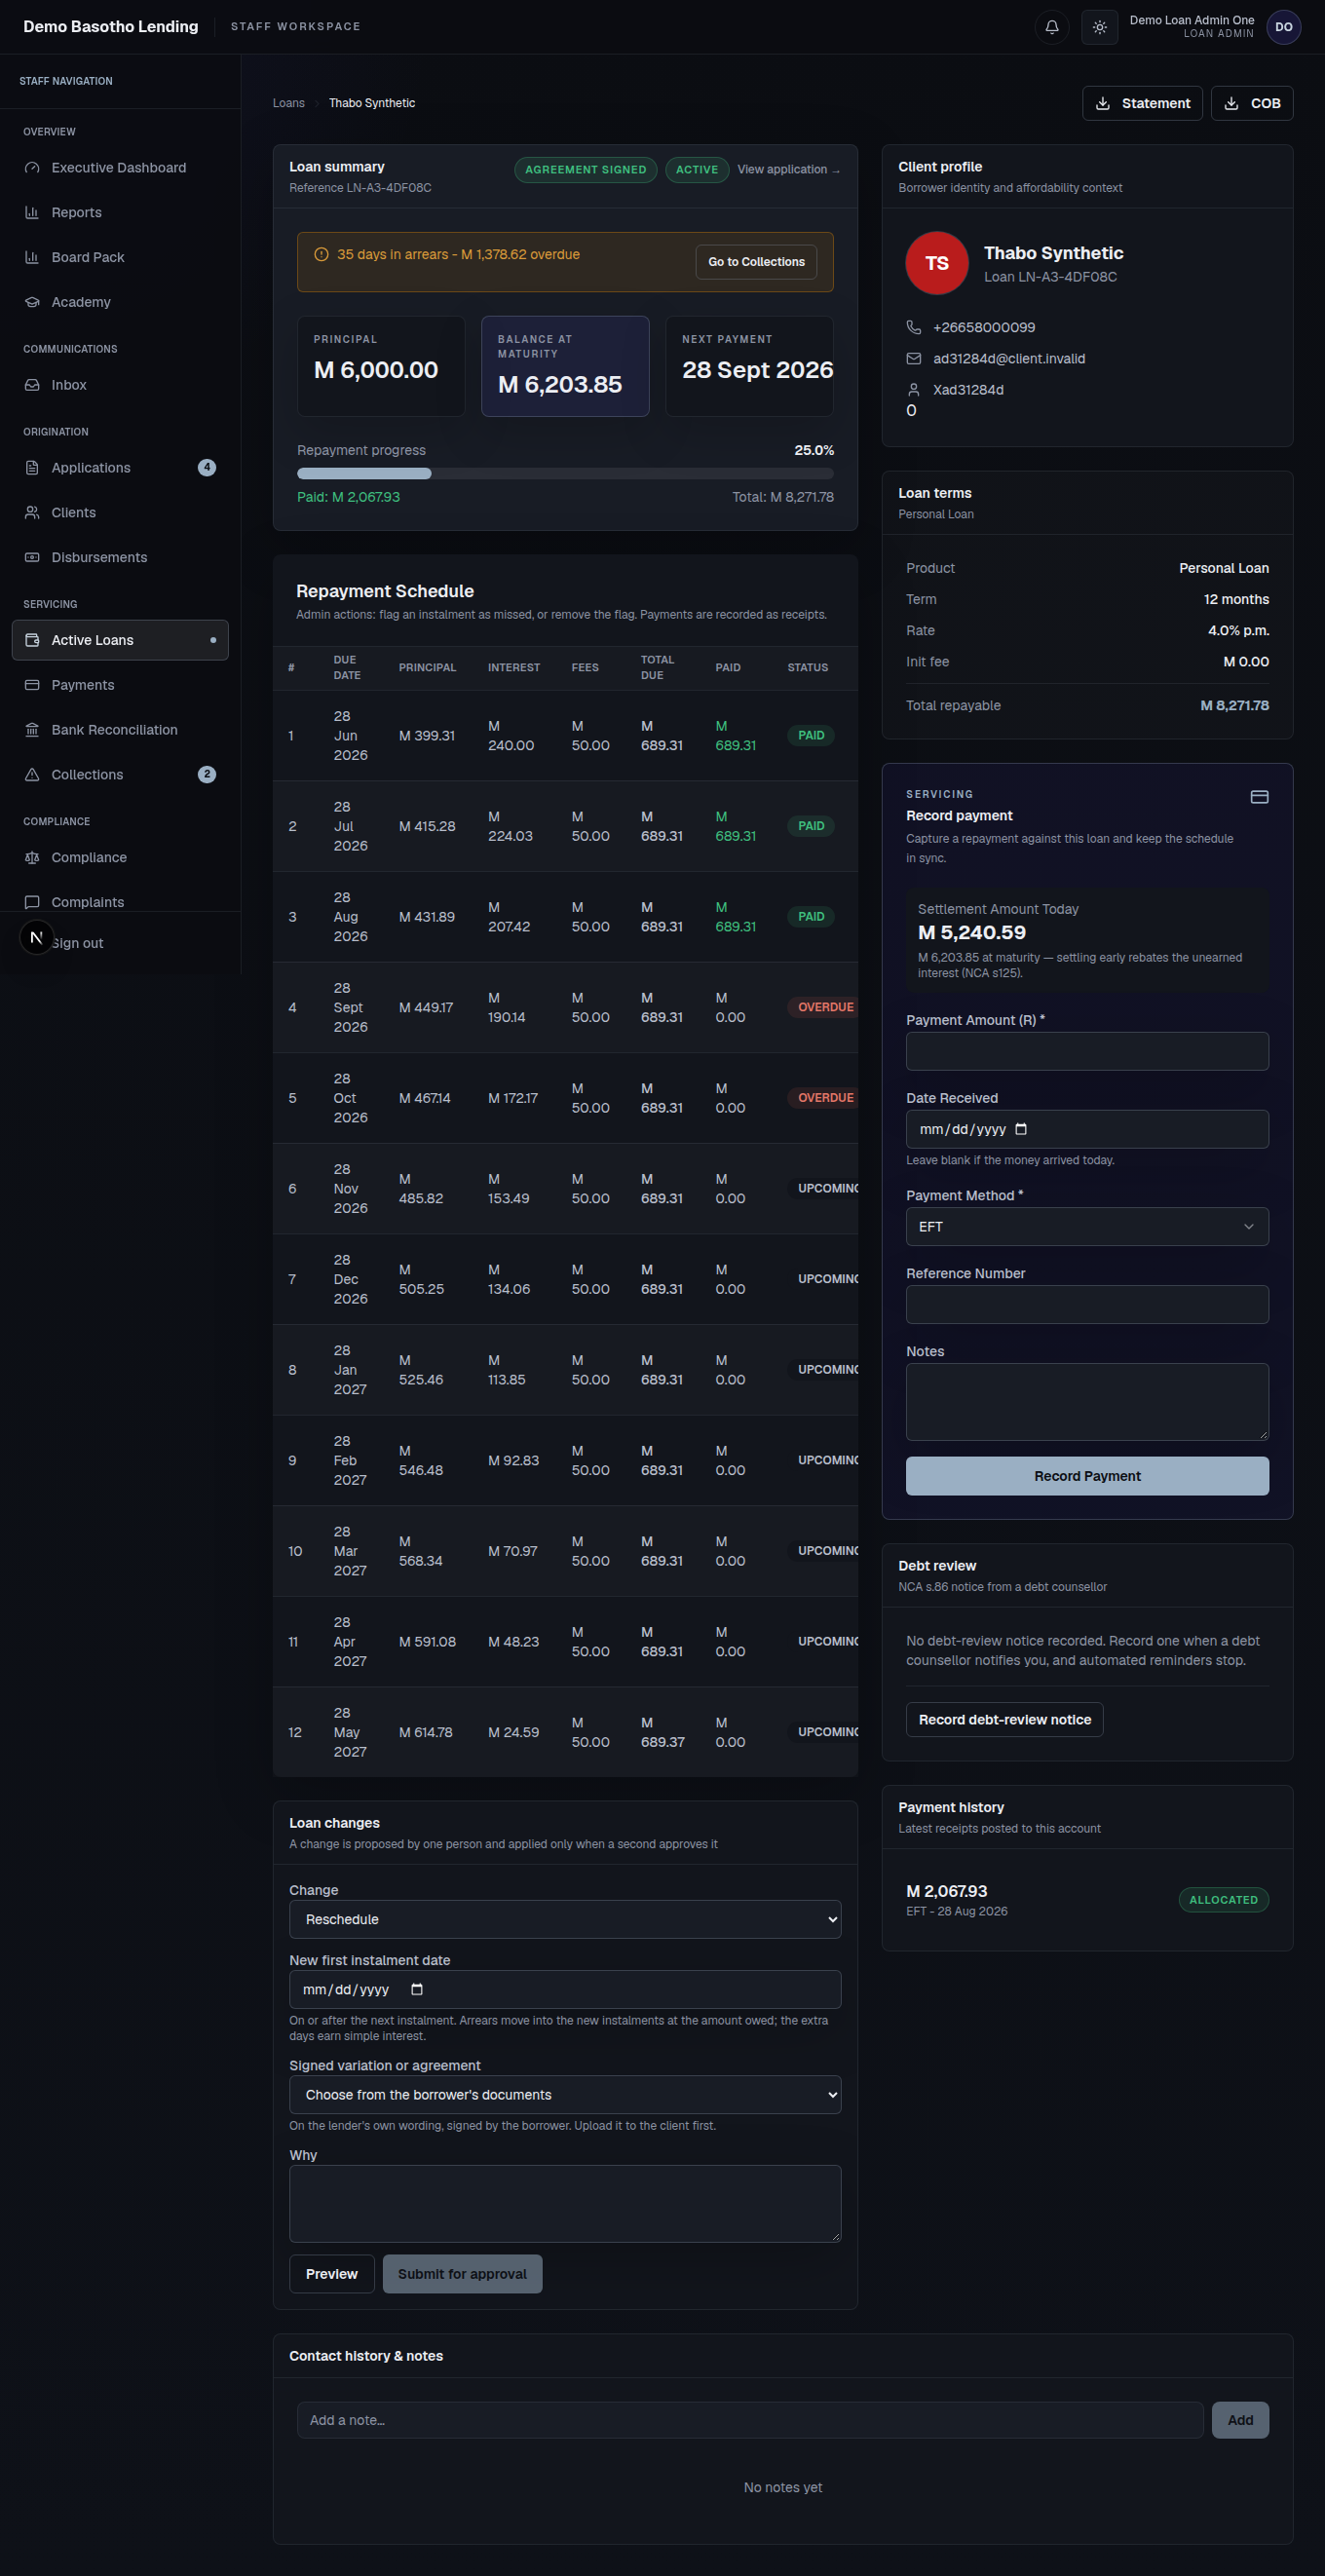 Demo Basotho Lending
STAFF WORKSPACE
Demo Loan Admin One
LOAN ADMIN
DO
STAFF NAVIGATION
OVERVIEW
Executive Dashboard
Reports
Board Pack
Academy
COMMUNICATIONS
Inbox
ORIGINATION
Applications 4
Clients
Disbursements
SERVICING
Active Loans
Payments
Bank Reconciliation
Collections 2
COMPLIANCE
Compliance
Complaints
N
Sign out
Loans › Thabo Synthetic
Statement
COB
Loan summary
Reference LN-A3-4DF08C
AGREEMENT SIGNED
ACTIVE
View application →
35 days in arrears - M 1,378.62 overdue
Go to Collections
PRINCIPAL
M 6,000.00
BALANCE AT
MATURITY
M 6,203.85
NEXT PAYMENT
28 Sept 2026
Repayment progress 25.0%
Paid: M 2,067.93 Total: M 8,271.78
Repayment Schedule
Admin actions: flag an instalment as missed, or remove the flag. Payments are recorded as receipts.
# DUE DATE PRINCIPAL INTEREST FEES TOTAL DUE PAID STATUS
1 28 Jun 2026 M 399.31 M 240.00 M 50.00 M 689.31 M 689.31 PAID
2 28 Jul 2026 M 415.28 M 224.03 M 50.00 M 689.31 M 689.31 PAID
3 28 Aug 2026 M 431.89 M 207.42 M 50.00 M 689.31 M 689.31 PAID
4 28 Sept 2026 M 449.17 M 190.14 M 50.00 M 689.31 M 0.00 OVERDUE
5 28 Oct 2026 M 467.14 M 172.17 M 50.00 M 689.31 M 0.00 OVERDUE
6 28 Nov 2026 M 485.82 M 153.49 M 50.00 M 689.31 M 0.00 UPCOMING
7 28 Dec 2026 M 505.25 M 134.06 M 50.00 M 689.31 M 0.00 UPCOMING
8 28 Jan 2027 M 525.46 M 113.85 M 50.00 M 689.31 M 0.00 UPCOMING
9 28 Feb 2027 M 546.48 M 92.83 M 50.00 M 689.31 M 0.00 UPCOMING
10 28 Mar 2027 M 568.34 M 70.97 M 50.00 M 689.31 M 0.00 UPCOMING
11 28 Apr 2027 M 591.08 M 48.23 M 50.00 M 689.31 M 0.00 UPCOMING
12 28 May 2027 M 614.78 M 24.59 M 50.00 M 689.37 M 0.00 UPCOMING
Loan changes
A change is proposed by one person and applied only when a second approves it
Change
Reschedule
New first instalment date
mm/dd/yyyy
On or after the next instalment. Arrears move into the new instalments at the amount owed; the extra
days earn simple interest.
Signed variation or agreement
Choose from the borrower's documents
On the lender's own wording, signed by the borrower. Upload it to the client first.
Why
Preview
Submit for approval
Client profile
Borrower identity and affordability context
TS
Thabo Synthetic
Loan LN-A3-4DF08C
+26658000099
ad31284d@client.invalid
Xad31284d
0
Loan terms
Personal Loan
Product Personal Loan
Term 12 months
Rate 4.0% p.m.
Init fee M 0.00
Total repayable M 8,271.78
SERVICING
Record payment
Capture a repayment against this loan and keep the schedule
in sync.
Settlement Amount Today
M 5,240.59
M 6,203.85 at maturity — settling early rebates the unearned
interest (NCA s125).
Payment Amount (R) *
Date Received
mm/dd/yyyy
Leave blank if the money arrived today.
Payment Method *
EFT
Reference Number
Notes
Record Payment
Debt review
NCA s.86 notice from a debt counsellor
No debt-review notice recorded. Record one when a debt
counsellor notifies you, and automated reminders stop.
Record debt-review notice
Payment history
Latest receipts posted to this account
M 2,067.93
EFT - 28 Aug 2026
ALLOCATED
Contact history & notes
Add a note...
Add
No notes yet